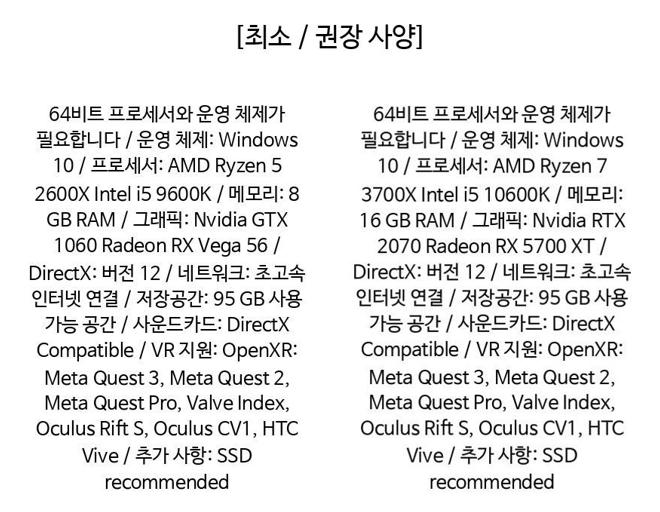 [최소 / 권장 사양]
64비트 프로세서와 운영 체제가
필요합니다 / 운영 체제: Windows
10 / 프로세서: AMD Ryzen 5
2600X Intel i5 9600K / 메모리: 8
GB RAM / 그래픽: Nvidia GTX
1060 Radeon RX Vega 56 /
DirectX: 버전 12 / 네트워크: 초고속
인터넷 연결 / 저장공간: 95 GB 사용
가능 공간 / 사운드카드: DirectX
Compatible / VR 지원: OpenXR:
Meta Quest 3, Meta Quest 2,
Meta Quest Pro, Valve Index,
Oculus Rift S, Oculus CV1, HTC
Vive / 추가 사항: SSD
recommended
64비트 프로세서와 운영 체제가
필요합니다 / 운영 체제: Windows
10 / 프로세서: AMD Ryzen 7
3700X Intel i5 10600K / 메모리:
16 GB RAM / 그래픽: Nvidia RTX
2070 Radeon RX 5700 XT /
DirectX: 버전 12 / 네트워크: 초고속
인터넷 연결 / 저장공간: 95 GB 사용
가능 공간 / 사운드카드: DirectX
Compatible / VR 지원: OpenXR:
Meta Quest 3, Meta Quest 2,
Meta Quest Pro, Valve Index,
Oculus Rift S, Oculus CV1, HTC
Vive / 추가 사항: SSD
recommended